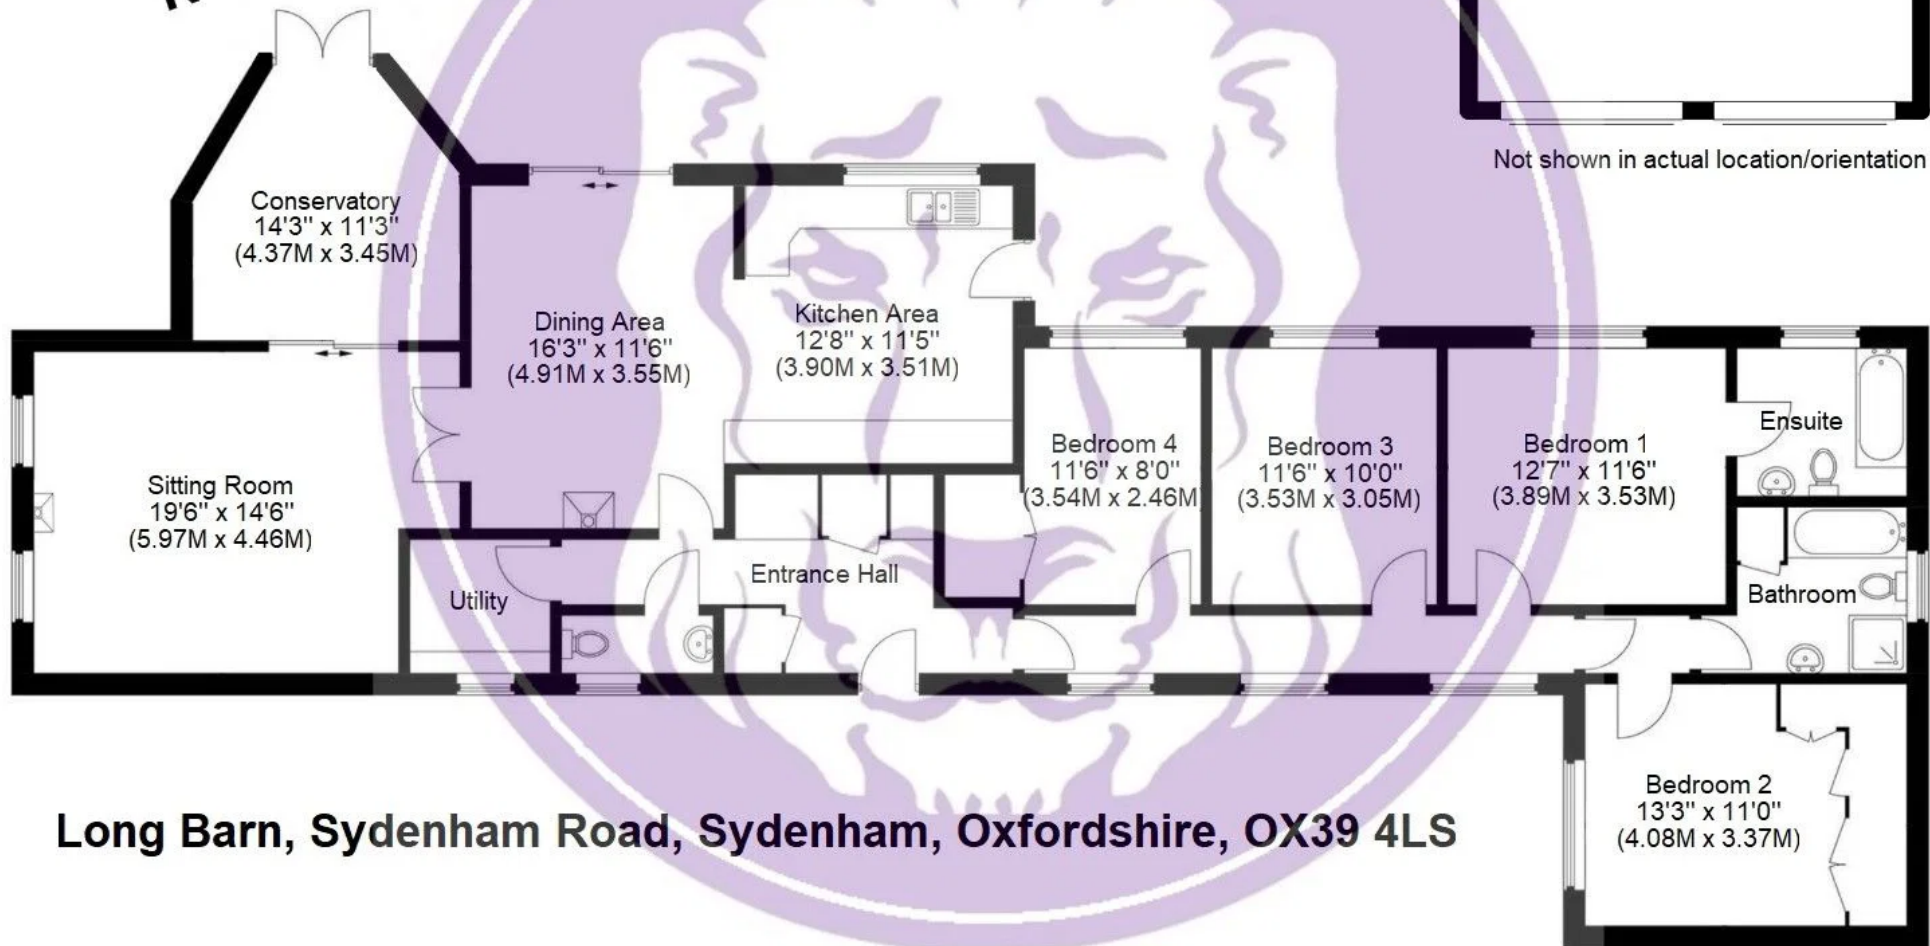 Not shown in actual location/orientation
Conservatory
14'3" x 11'3"
(4.37M x 3.45M)
Dining Area
16'3" x 11'6"
(4.91M x 3.55M)
Kitchen Area
12'8" x 11'5"
(3.90M x 3.51M)
Sitting Room
19'6" x 14'6"
(5.97M x 4.46M)
Bedroom 4
11'6" x 8'0"
(3.54M x 2.46M
Bedroom 3
11'6" x 10'0"
(3.53M x 3.05M)
Bedroom 1
12'7" x 11'6"
(3.89M x 3.53M)
Ensuite
Utility
Entrance Hall
Bathroom
Bedroom 2
13'3" x 11'0"
(4.08M x 3.37M)
Long Barn, Sydenham Road, Sydenham, Oxfordshire, OX39 4LS